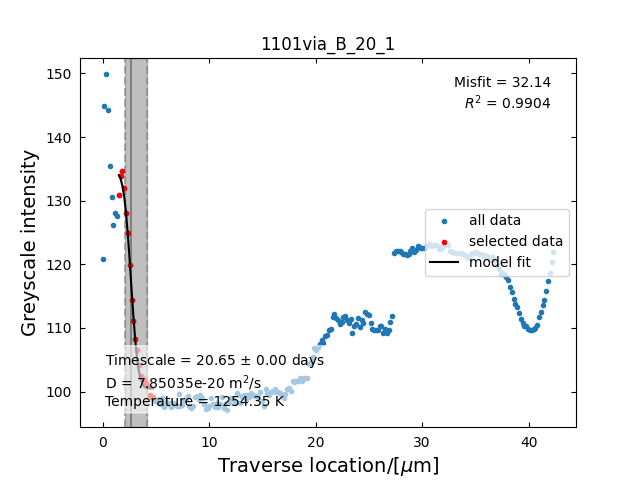 1101via_B_20_1
Misfit = 32.14
R² = 0.9904
150
140
130
120
110
100
Greyscale intensity
all data
selected data
model fit
Timescale = 20.65 ± 0.00 days
D = 7.85035e-20 m²/s
Temperature = 1254.35 K
0 10 20 30 40
Traverse location/[μm]